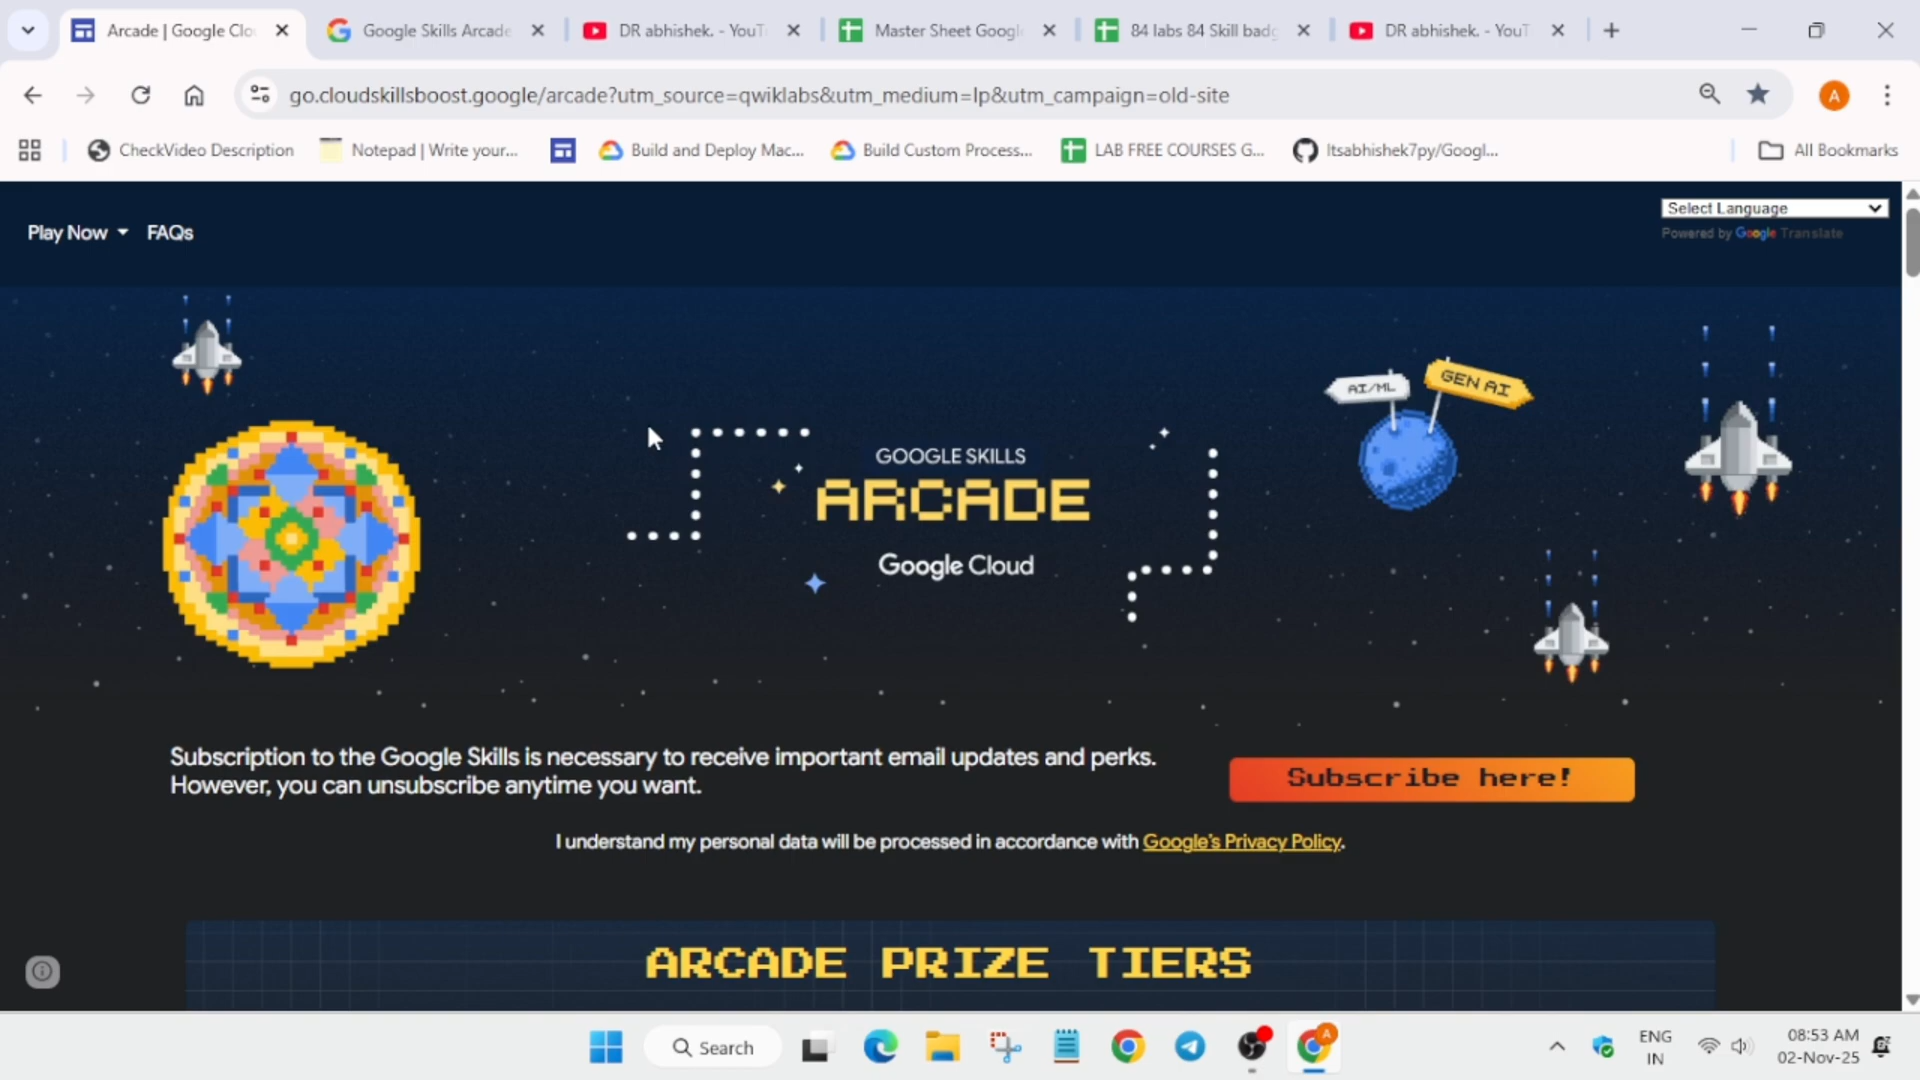 Arcade | Google Clo
Google Skills Arcade
DR abhishek. - YouT
Master Sheet Googl
84 labs 84 Skill badg
DR abhishek. - YouT
go.cloudskillsboost.google/arcade?utm_source=qwiklabs&utm_medium=lp&utm_campaign=old-site
A
CheckVideo Description
Notepad | Write your...
Build and Deploy Mac...
Build Custom Process...
LAB FREE COURSES G...
Itsabhishek7py/Googl...
All Bookmarks
Play Now
FAQs
Select Language
Powered by Google Translate
AI/ML
GEN AI
GOOGLE SKILLS
ARCADE
Google Cloud
Subscription to the Google Skills is necessary to receive important email updates and perks.
However, you can unsubscribe anytime you want.
Subscribe here!
I understand my personal data will be processed in accordance with Google's Privacy Policy.
ARCADE PRIZE TIERS
Search
A
ENG
IN
08:53 AM
02-Nov-25